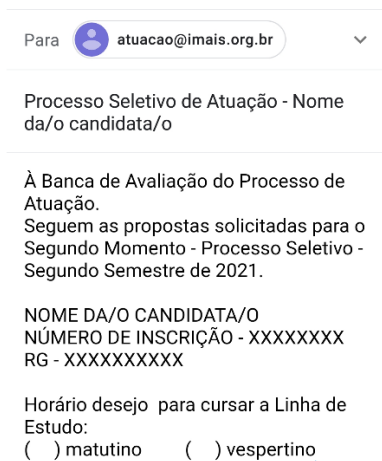 Para atuacao@imais.org.br
Processo Seletivo de Atuação - Nome
da/o candidata/o
À Banca de Avaliação do Processo de
Atuação.
Seguem as propostas solicitadas para o
Segundo Momento - Processo Seletivo -
Segundo Semestre de 2021.
NOME DA/O CANDIDATA/O
NÚMERO DE INSCRIÇÃO - XXXXXXXX
RG - XXXXXXXXXX
Horário desejo  para cursar a Linha de
Estudo:
(    ) matutino       (    ) vespertino